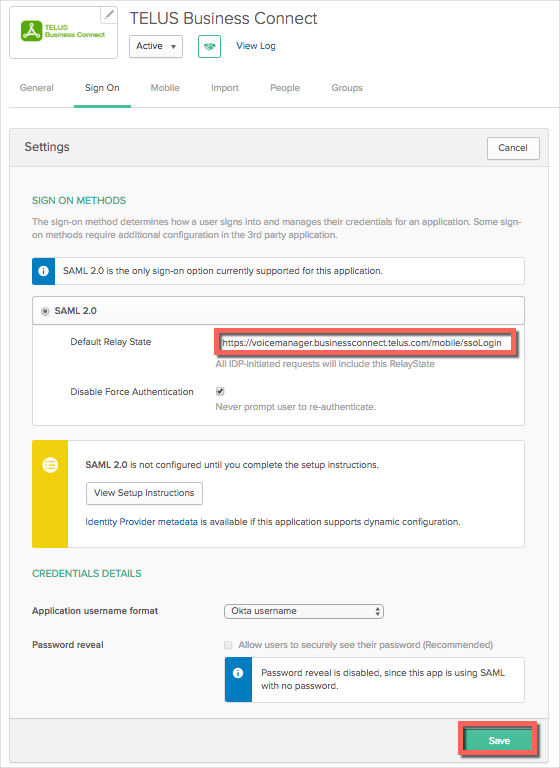 TELUS
Business Connect
TELUS Business Connect
Active
View Log
General
Sign On
Mobile
Import
People
Groups
Settings
Cancel
SIGN ON METHODS
The sign-on method determines how a user signs into and manages their credentials for an application. Some sign-
on methods require additional configuration in the 3rd party application.
SAML 2.0 is the only sign-on option currently supported for this application.
SAML 2.0
Default Relay State
https://voicemanager.businessconnect.telus.com/mobile/ssoLogin
All IDP-initiated requests will include this RelayState
Disable Force Authentication
Never prompt user to re-authenticate.
SAML 2.0 is not configured until you complete the setup instructions.
View Setup Instructions
Identity Provider metadata is available if this application supports dynamic configuration.
CREDENTIALS DETAILS
Application username format
Okta username
Password reveal
Allow users to securely see their password (Recommended)
Password reveal is disabled, since this app is using SAML
with no password.
Save